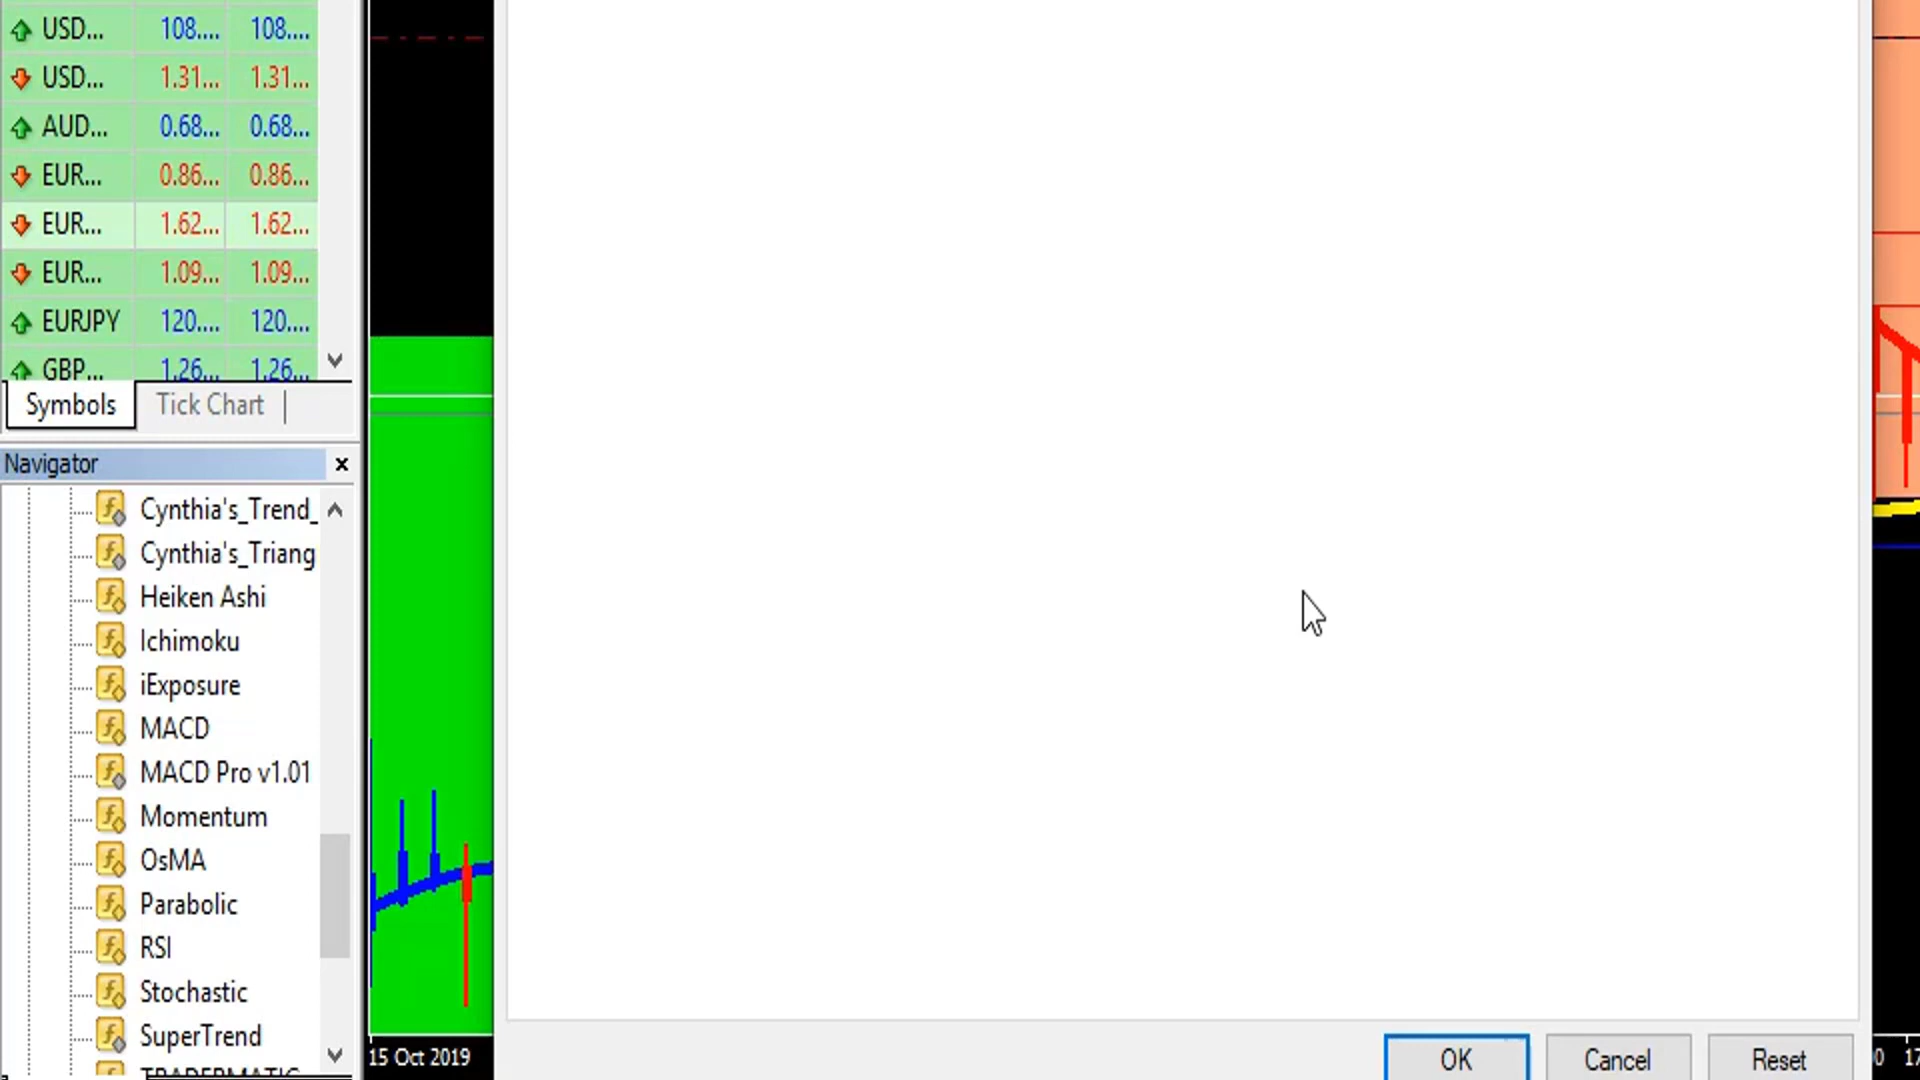 USD... 108.... 108....
USD... 1.31... 1.31...
AUD... 0.68... 0.68...
EUR... 0.86... 0.86...
EUR... 1.62... 1.62...
EUR... 1.09... 1.09...
EURJPY 120.... 120....
GBP... 1.26... 1.26...
Symbols Tick Chart
Navigator
Cynthia's_Trend_
Cynthia's_Triang
Heiken Ashi
Ichimoku
iExposure
MACD
MACD Pro v1.01
Momentum
OsMA
Parabolic
RSI
Stochastic
SuperTrend
TRADERMATIC
15 Oct 2019
OK Cancel Reset